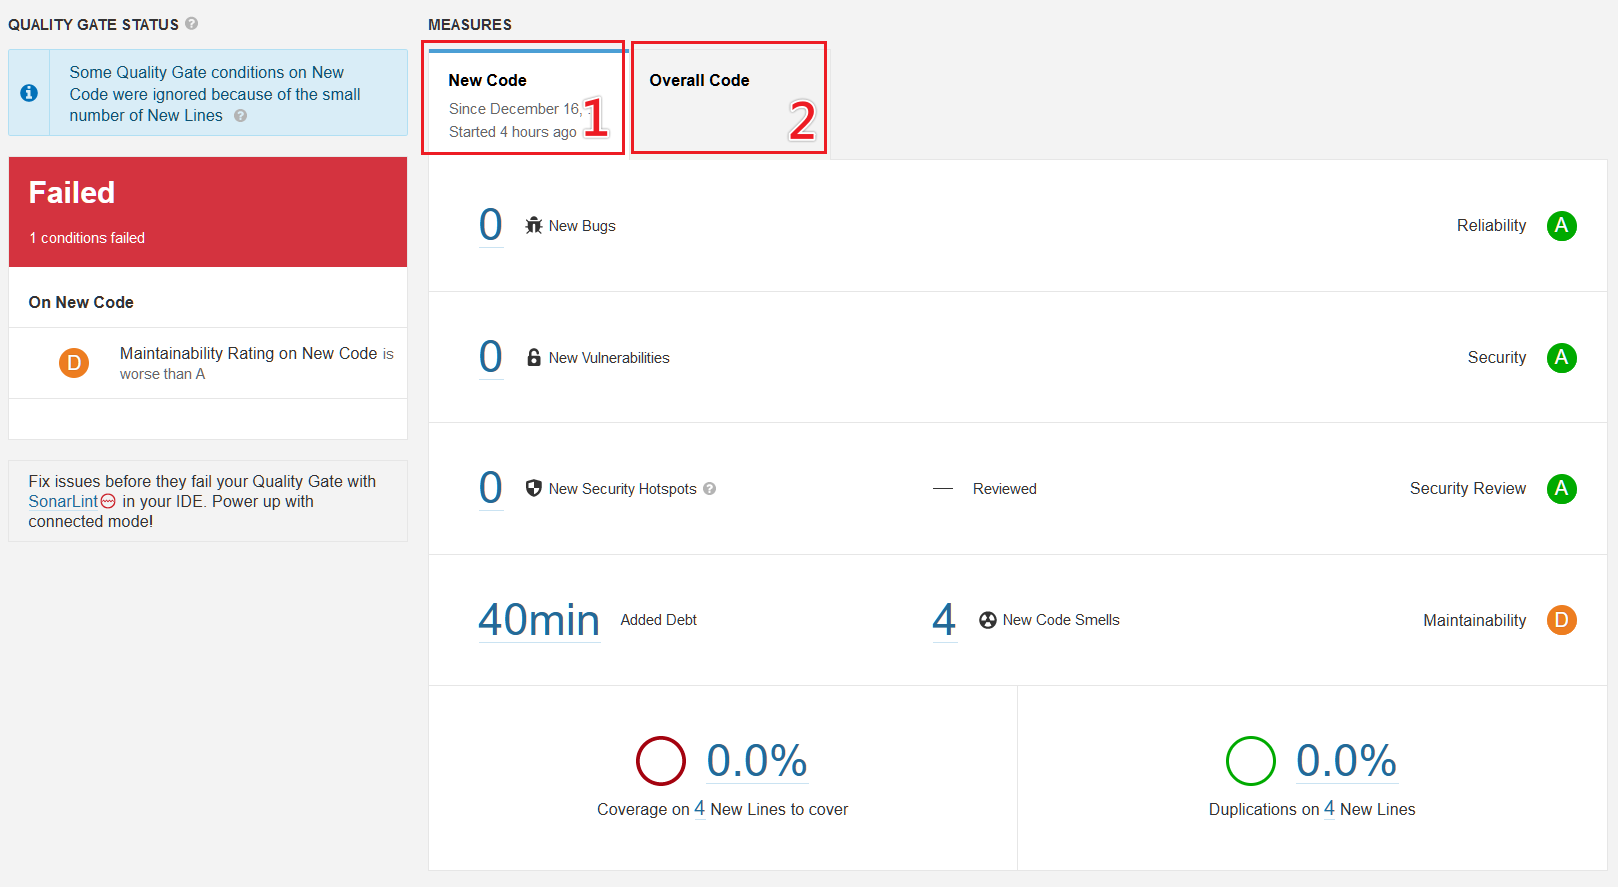 QUALITY GATE STATUS
Some Quality Gate conditions on New
Code were ignored because of the small
number of New Lines
Failed
1 conditions failed
On New Code
D
Maintainability Rating on New Code is
worse than A
Fix issues before they fail your Quality Gate with
SonarLint in your IDE. Power up with
connected mode!
MEASURES
New Code
Since December 16,
Started 4 hours ago
1
Overall Code
2
0 New Bugs
Reliability A
0 New Vulnerabilities
Security A
0 New Security Hotspots
— Reviewed
Security Review A
40min Added Debt
4 New Code Smells
Maintainability D
0.0%
Coverage on 4 New Lines to cover
0.0%
Duplications on 4 New Lines